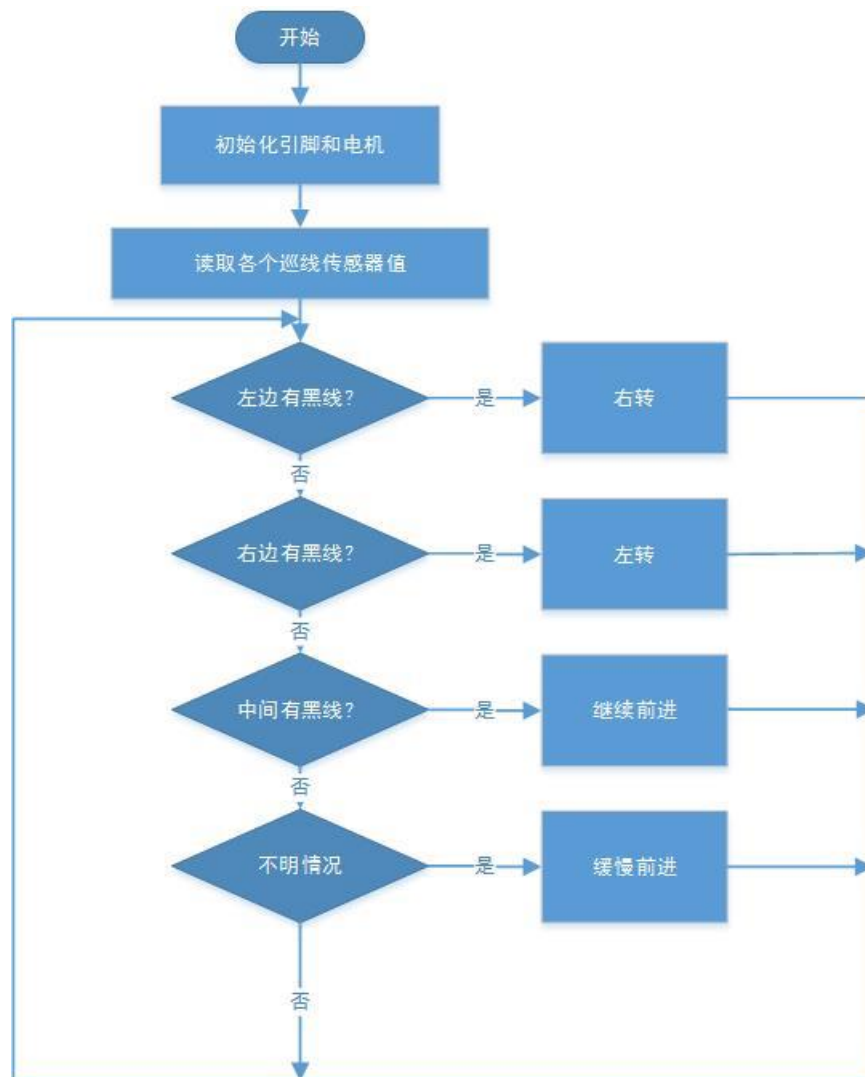 开始
初始化引脚和电机
读取各个巡线传感器值
左边有黑线?
是
右转
否
右边有黑线?
是
左转
否
中间有黑线?
是
继续前进
否
不明情况
是
缓慢前进
否